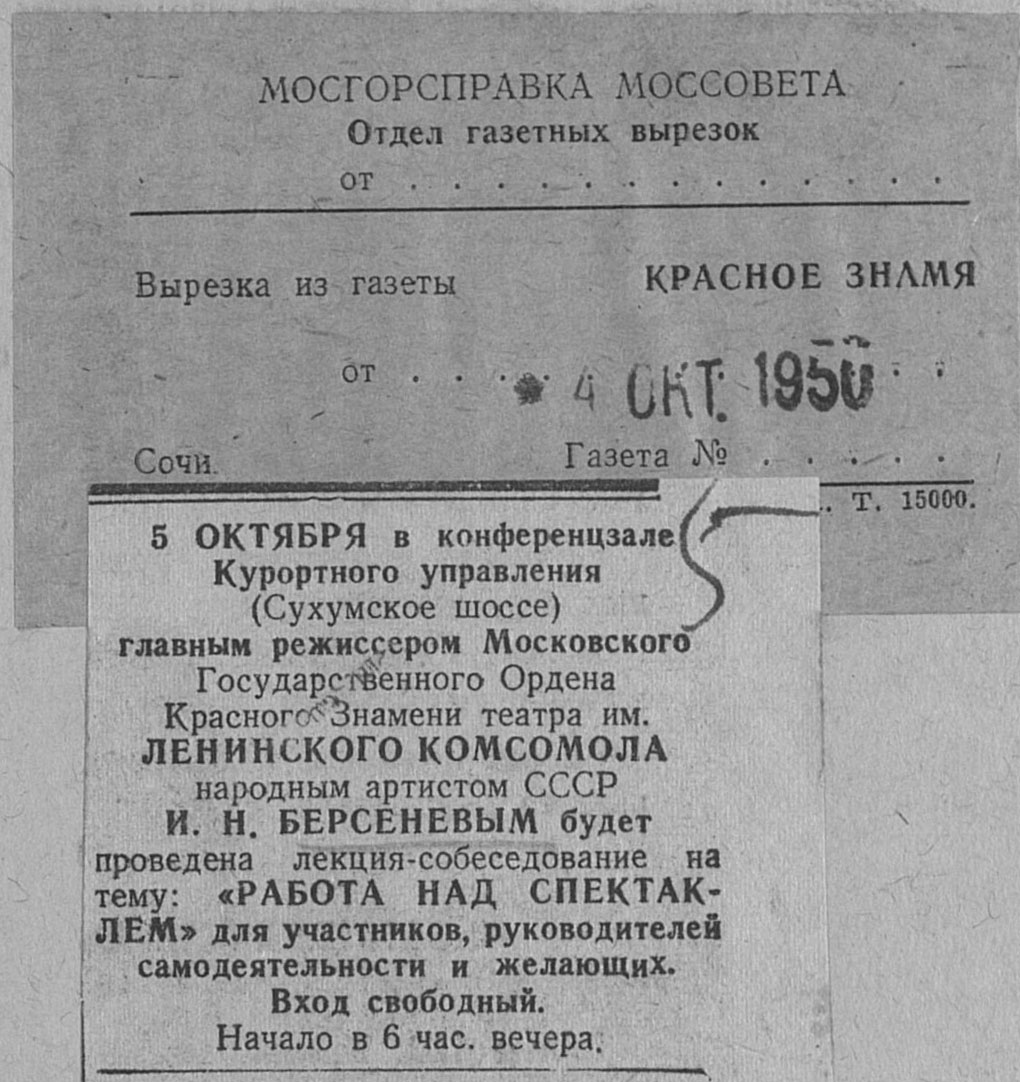 МОСГОРСПРАВКА МОССОВЕТА
Отдел газетных вырезок
от . . . . . . . . . . . . . . .
Вырезка из газеты КРАСНОЕ ЗНАМЯ
от . . . . 4 ОКТ. 1950 . .
Сочи. Газета № . . . . .
Т. 15000.
5 ОКТЯБРЯ в конференцзале
Курортного управления
(Сухумское шоссе)
главным режиссером Московского
Государственного Ордена
Красного Знамени театра им.
ЛЕНИНСКОГО КОМСОМОЛА
народным артистом СССР
И. Н. БЕРСЕНЕВЫМ будет
проведена лекция-собеседование на
тему: «РАБОТА НАД СПЕКТАК-
ЛЕМ» для участников, руководителей
самодеятельности и желающих.
Вход свободный.
Начало в 6 час. вечера.